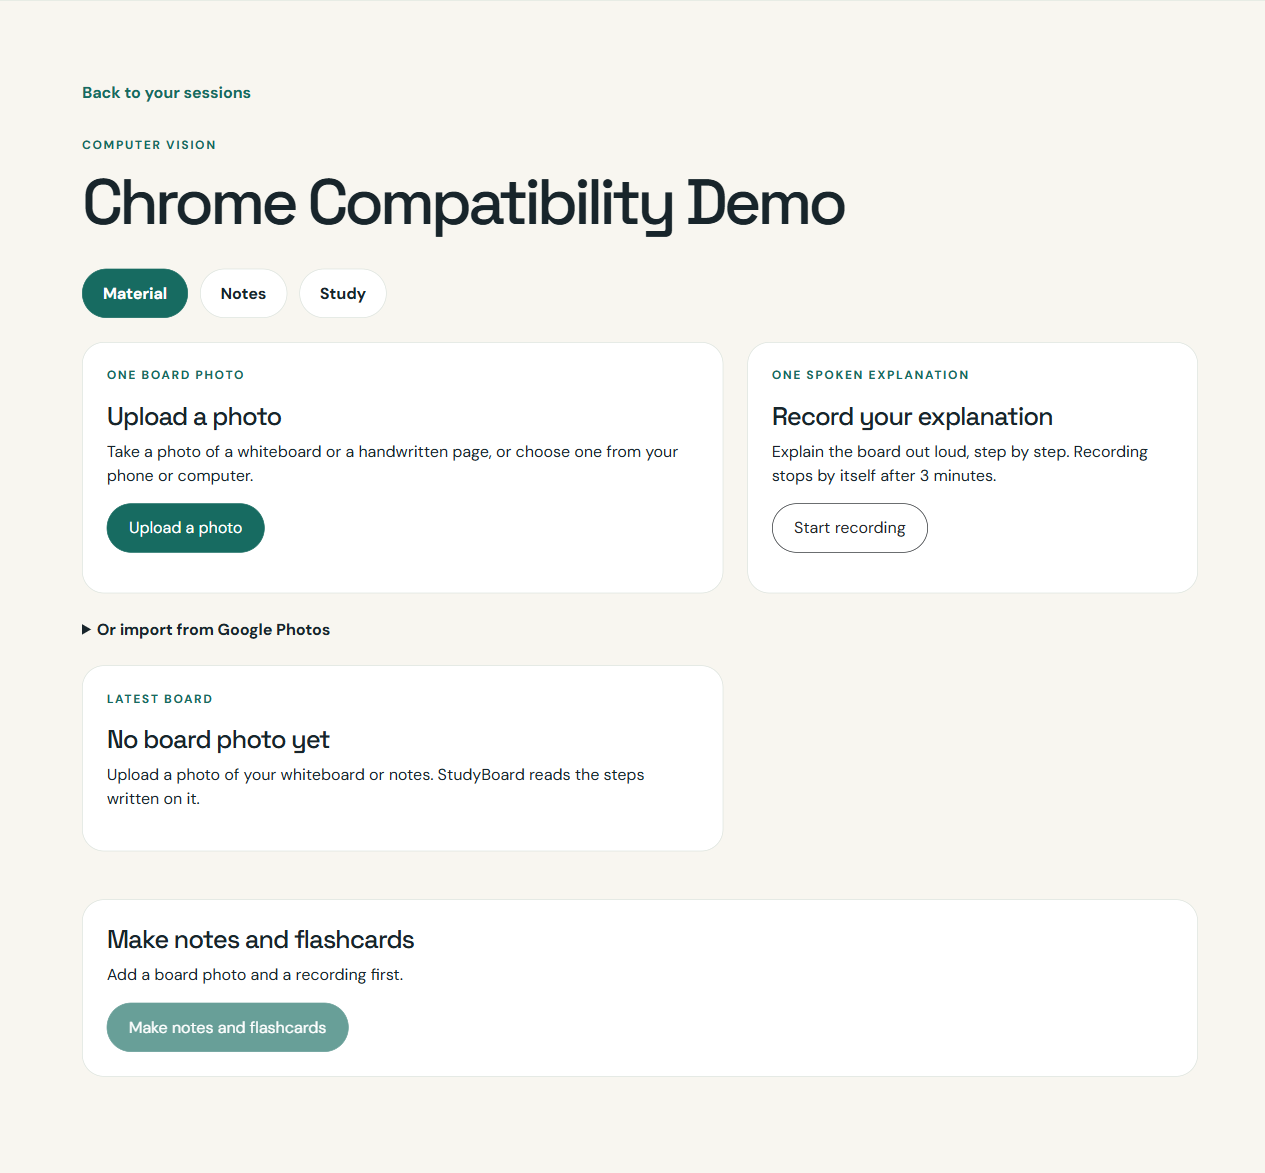 Back to your sessions
COMPUTER VISION
Chrome Compatibility Demo
Material
Notes
Study
ONE BOARD PHOTO
Upload a photo
Take a photo of a whiteboard or a handwritten page, or choose one from your
phone or computer.
Upload a photo
ONE SPOKEN EXPLANATION
Record your explanation
Explain the board out loud, step by step. Recording
stops by itself after 3 minutes.
Start recording
Or import from Google Photos
LATEST BOARD
No board photo yet
Upload a photo of your whiteboard or notes. StudyBoard reads the steps
written on it.
Make notes and flashcards
Add a board photo and a recording first.
Make notes and flashcards